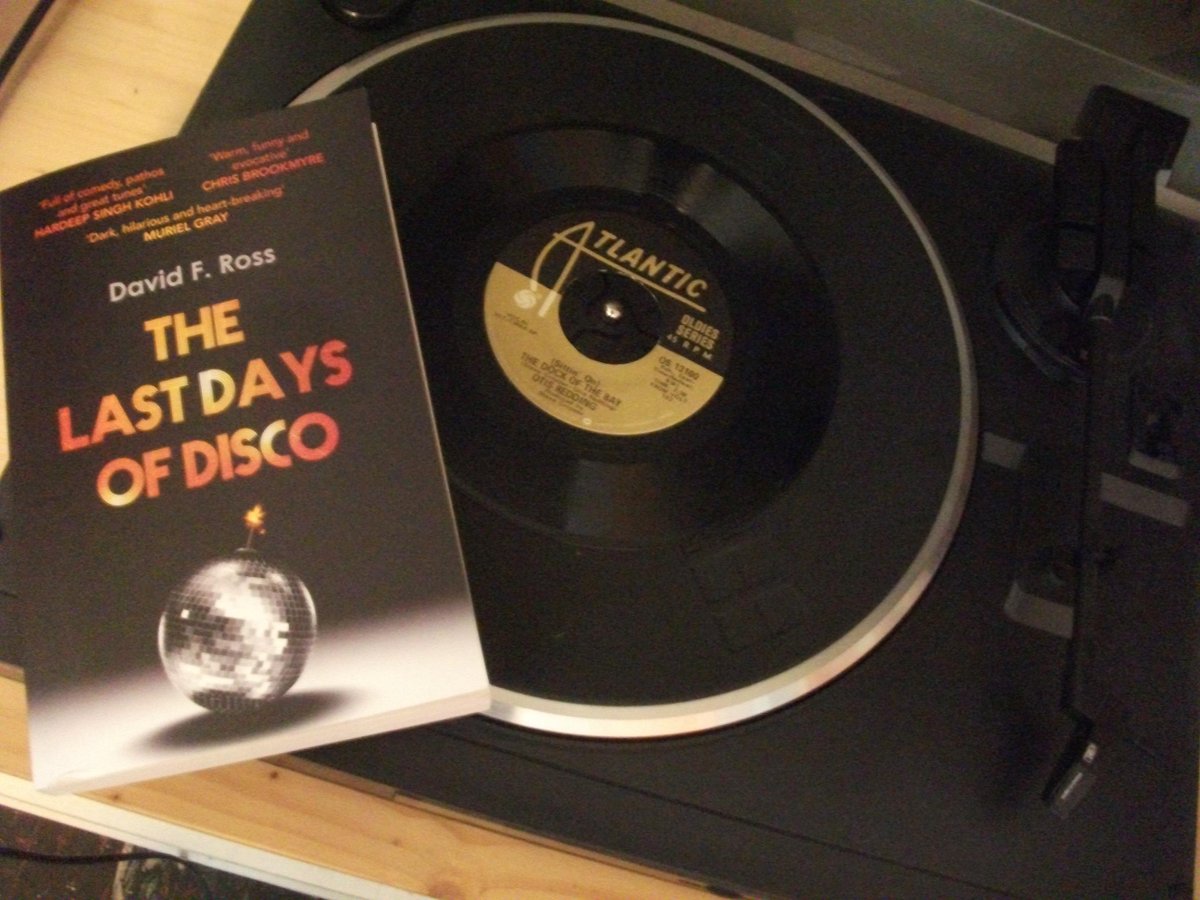 'Full of comedy, pathos
and great tunes'
HARDEEP SINGH KOHLI
'Warm, funny and
evocative'
CHRIS BROOKMYRE
'Dark, hilarious and heart-breaking'
MURIEL GRAY
David F. Ross
THE
LAST DAYS
OF DISCO
ATLANTIC
OLDIES
SERIES
45 RPM
OS 13100
(Sittin' On)
THE DOCK OF THE BAY
OTIS REDDING